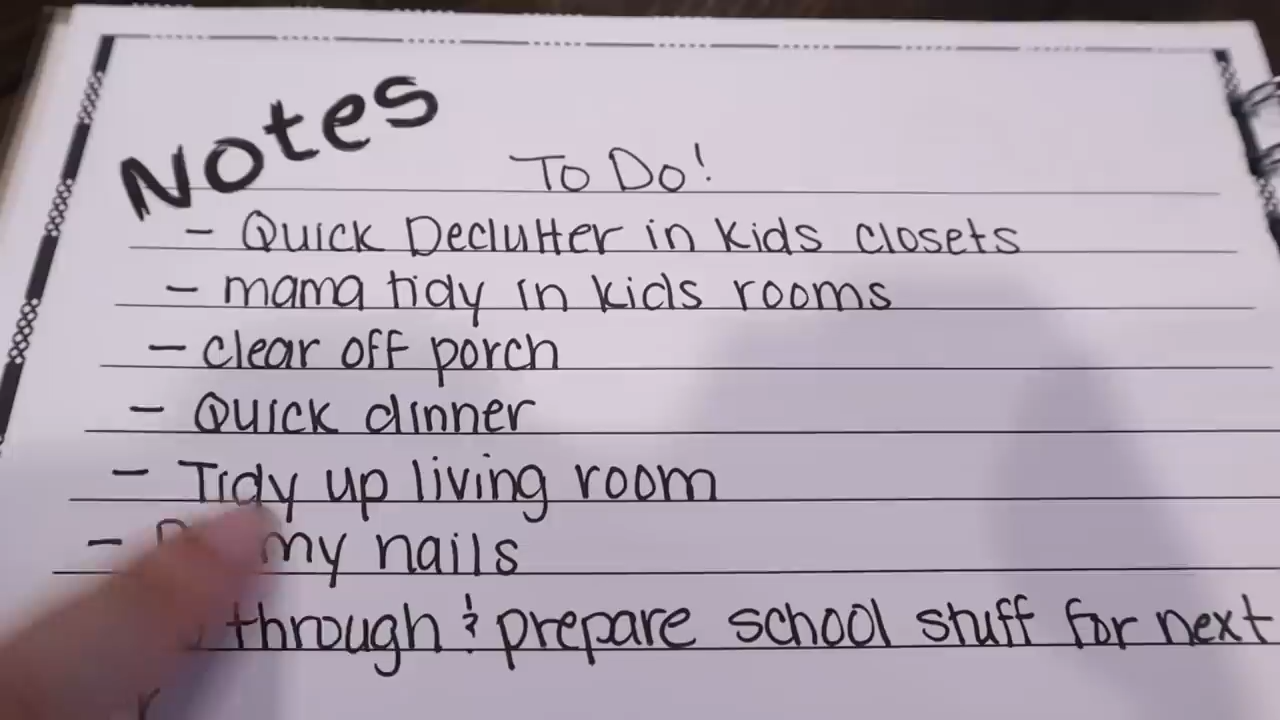 Notes
To Do!
- Quick Declutter in kids closets
- mama tidy in kids rooms
- clear off porch
- Quick dinner
- Tidy up living room
- my nails
through & prepare school stuff for next